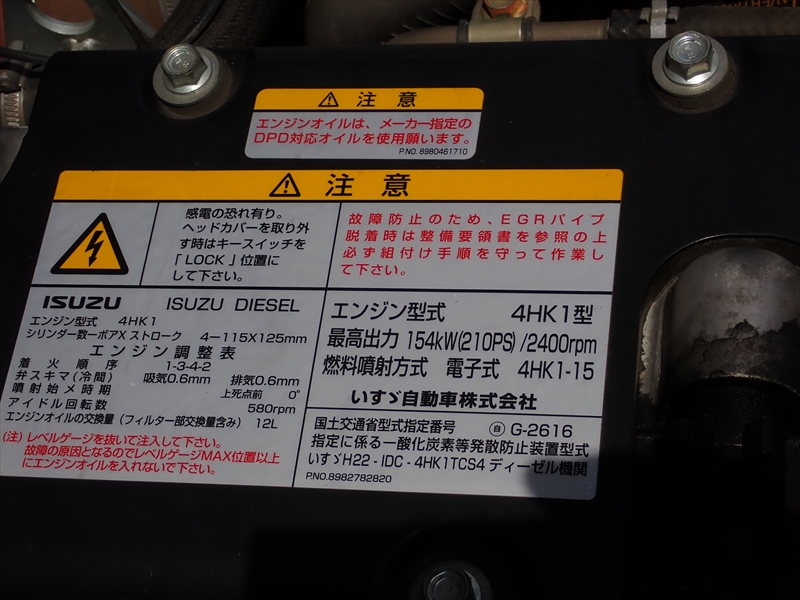 ⚠ 注意
エンジンオイルは、メーカー指定の
DPD対応オイルを使用願います。
P.NO. 8980461710
⚠ 注意
感電の恐れ有り。
ヘッドカバーを取り外
す時はキースイッチを
「LOCK」位置に
して下さい。
故障防止のため、EGRパイプ
脱着時は整備要領書を参照の上
必ず組付け手順を守って作業し
て下さい。
ISUZU ISUZU DIESEL
エンジン型式 4HK1
シリンダ数ーボアX ストローク 4ー115X125mm
エンジン調整表
着火順序 1-3-4-2
弁スキマ(冷間) 吸気0.6mm 排気0.6mm
噴射始メ時期 上死点前 0°
アイドル回転数 580rpm
エンジンオイルの交換量(フィルター部交換量含み) 12L
(注)レベルゲージを抜いて注入して下さい。
故障の原因となるのでレベルゲージMAX位置以上
にエンジンオイルを入れないで下さい。
エンジン型式 4HK1型
最高出力 154kW(210PS)/2400rpm
燃料噴射方式 電子式 4HK1-15
いすゞ自動車株式会社
国土交通省型式指定番号 ㉂ G-2616
指定に係る一酸化炭素等発散防止装置型式
いすゞH22-IDC-4HK1TCS4 ディーゼル機関
P.NO.8982782820